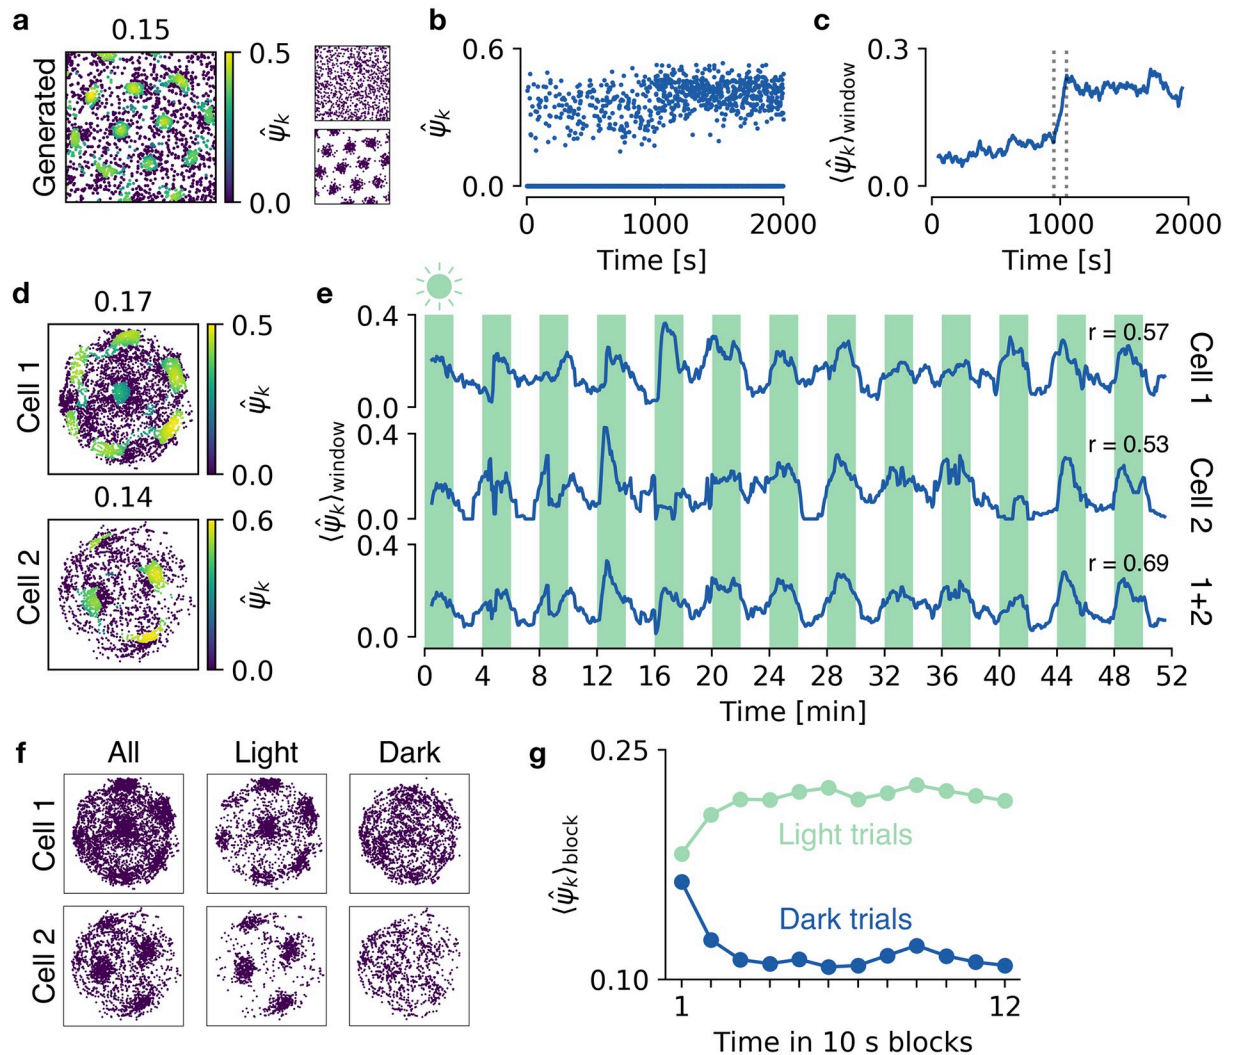 a
0.15
Generated
0.5
0.0
ψ̂k
b
0.6
0.0
ψ̂k
0
1000
2000
Time [s]
c
0.3
0.0
⟨ψ̂k⟩window
0
1000
2000
Time [s]
d
0.17
Cell 1
0.5
0.0
ψ̂k
0.14
Cell 2
0.6
0.0
ψ̂k
e
0.4
0.0
r = 0.57
Cell 1
0.4
0.0
r = 0.53
Cell 2
0.4
0.0
r = 0.69
1+2
⟨ψ̂k⟩window
0 4 8 12 16 20 24 28 32 36 40 44 48 52
Time [min]
f
All Light Dark
Cell 1
Cell 2
g
0.25
0.10
⟨ψ̂k⟩block
Light trials
Dark trials
1
12
Time in 10 s blocks